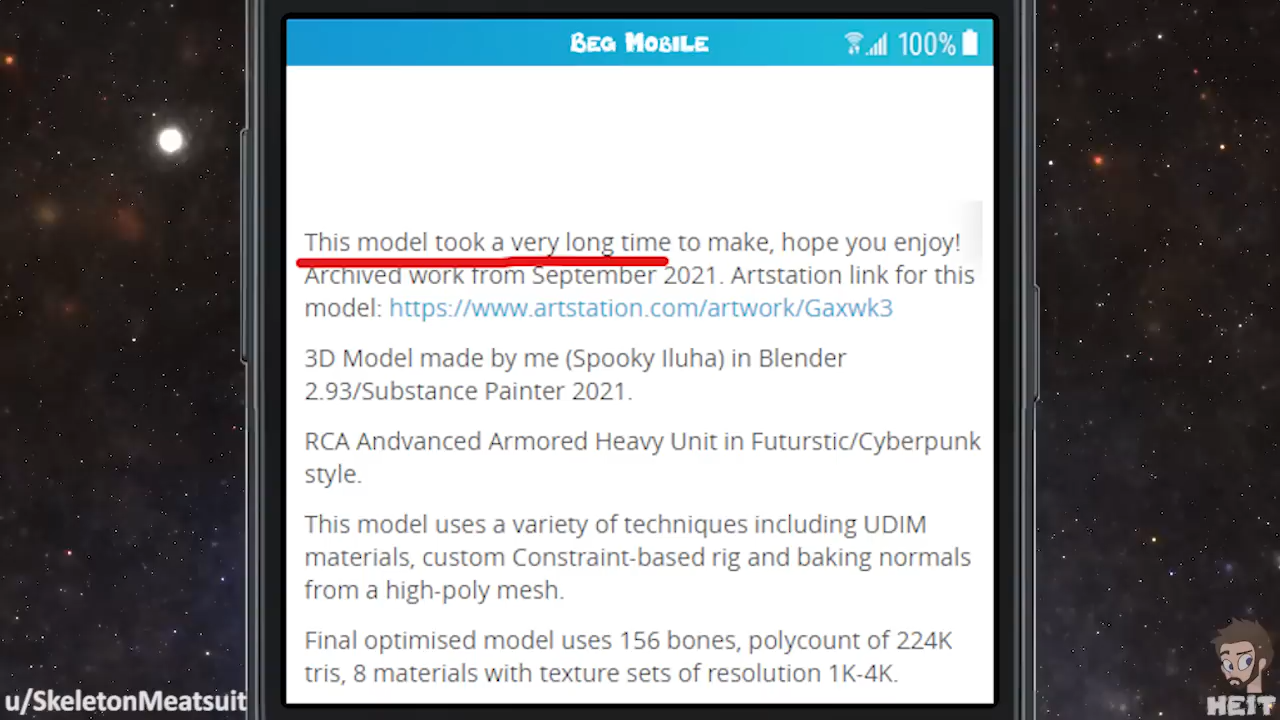 BEG MOBILE
100%
This model took a very long time to make, hope you enjoy!
Archived work from September 2021. Artstation link for this
model: https://www.artstation.com/artwork/Gaxwk3
3D Model made by me (Spooky Iluha) in Blender
2.93/Substance Painter 2021.
RCA Andvanced Armored Heavy Unit in Futurstic/Cyberpunk
style.
This model uses a variety of techniques including UDIM
materials, custom Constraint-based rig and baking normals
from a high-poly mesh.
Final optimised model uses 156 bones, polycount of 224K
tris, 8 materials with texture sets of resolution 1K-4K.
u/SkeletonMeatsuit
HEIT